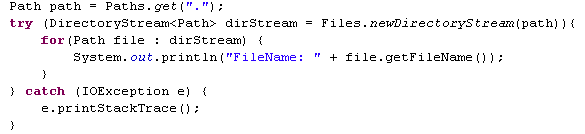 Path path = Paths.get(".");
try (DirectoryStream<Path> dirStream = Files.newDirectoryStream(path)){
    for(Path file : dirStream) {
        System.out.println("FileName: " + file.getFileName());
    }
} catch (IOException e) {
    e.printStackTrace();
}